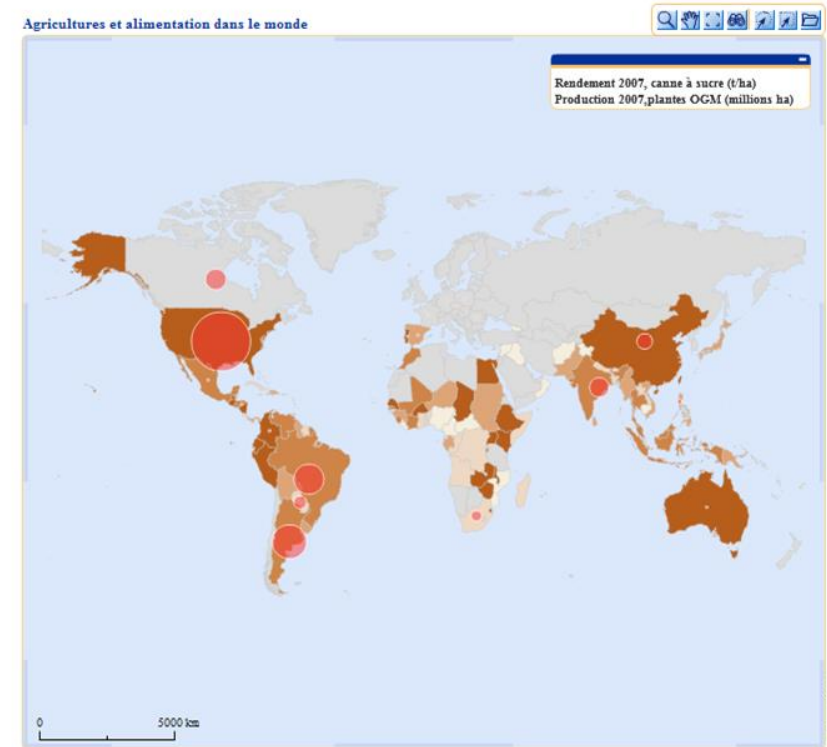 Agricultures et alimentation dans le monde
Rendement 2007, canne à sucre (t/ha)
Production 2007,plantes OGM (millions ha)
0 5000 km